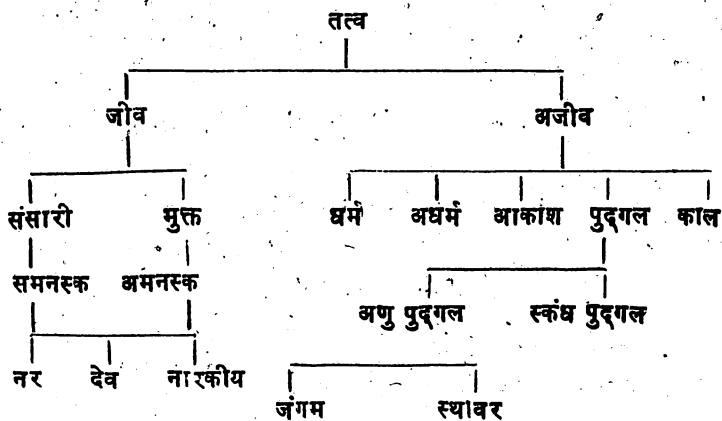 तत्व
जीव अजीव
संसारी मुक्त धर्म अधर्म आकाश पुद्गल काल
समनस्क अमनस्क
अणु पुद्गल स्कंध पुद्गल
नर देव नारकीय
जंगम स्थावर